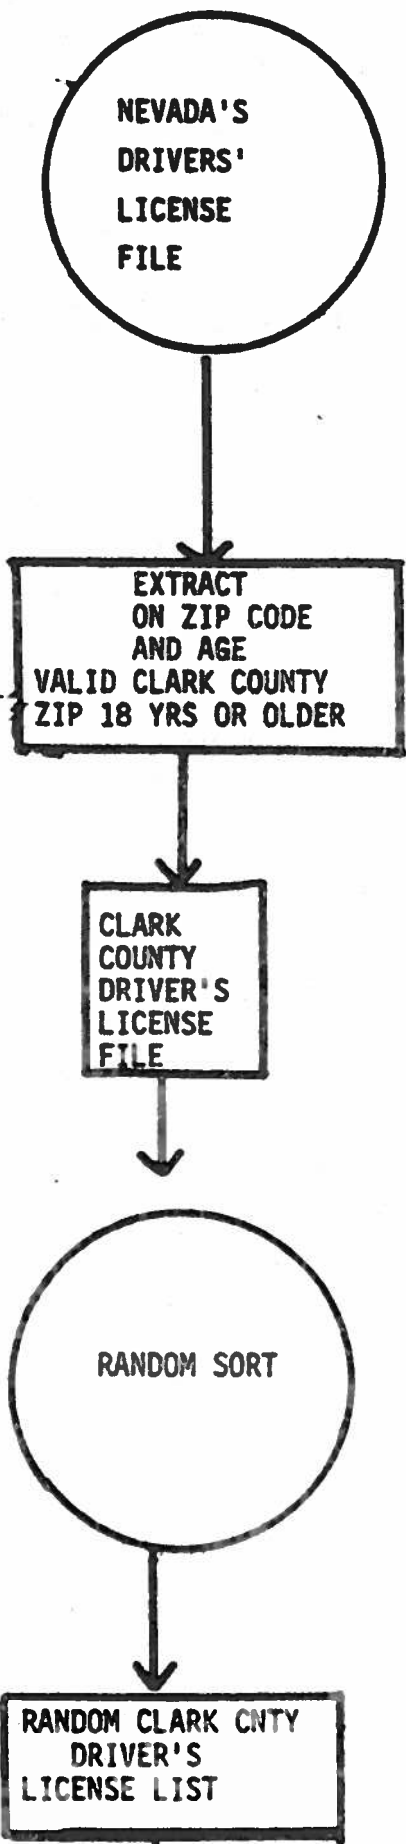 NEVADA'S
DRIVERS'
LICENSE
FILE
EXTRACT
ON ZIP CODE
AND AGE
VALID CLARK COUNTY
ZIP 18 YRS OR OLDER
CLARK
COUNTY
DRIVER'S
LICENSE
FILE
RANDOM SORT
RANDOM CLARK CNTY
DRIVER'S
LICENSE LIST